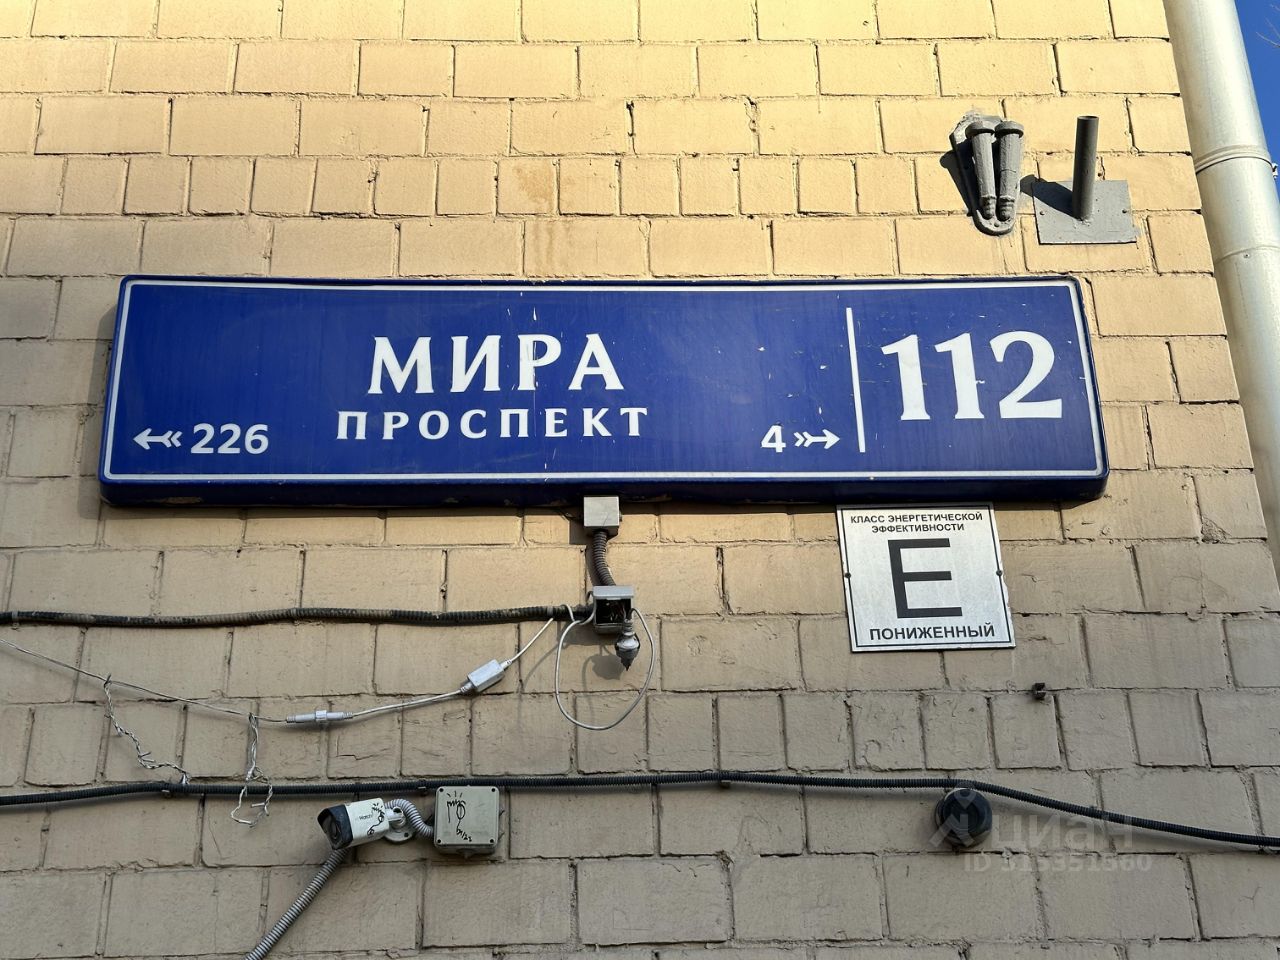 МИРА
ПРОСПЕКТ
226
4
112
КЛАСС ЭНЕРГЕТИЧЕСКОЙ
ЭФФЕКТИВНОСТИ
E
ПОНИЖЕННЫЙ
циан